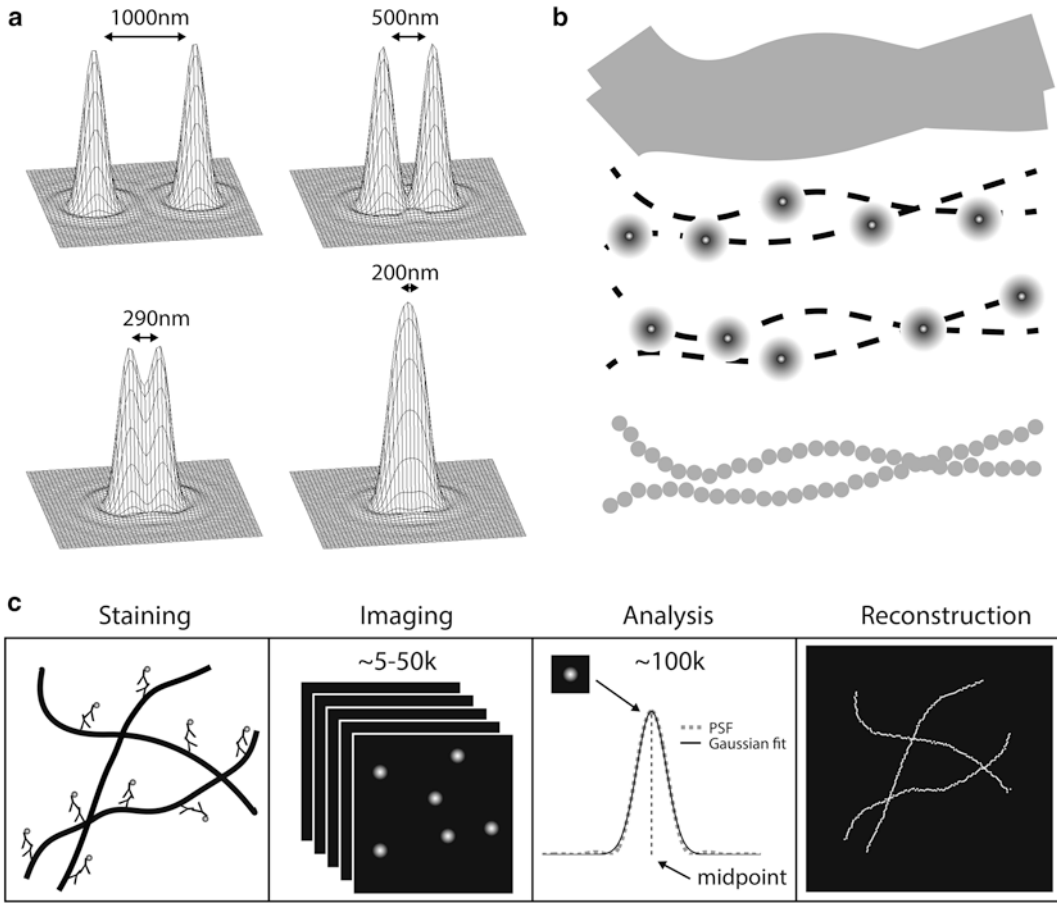 a
1000nm
500nm
b
290nm
200nm
c
Staining
Imaging
Analysis
Reconstruction
~5-50k
~100k
PSF
Gaussian fit
midpoint